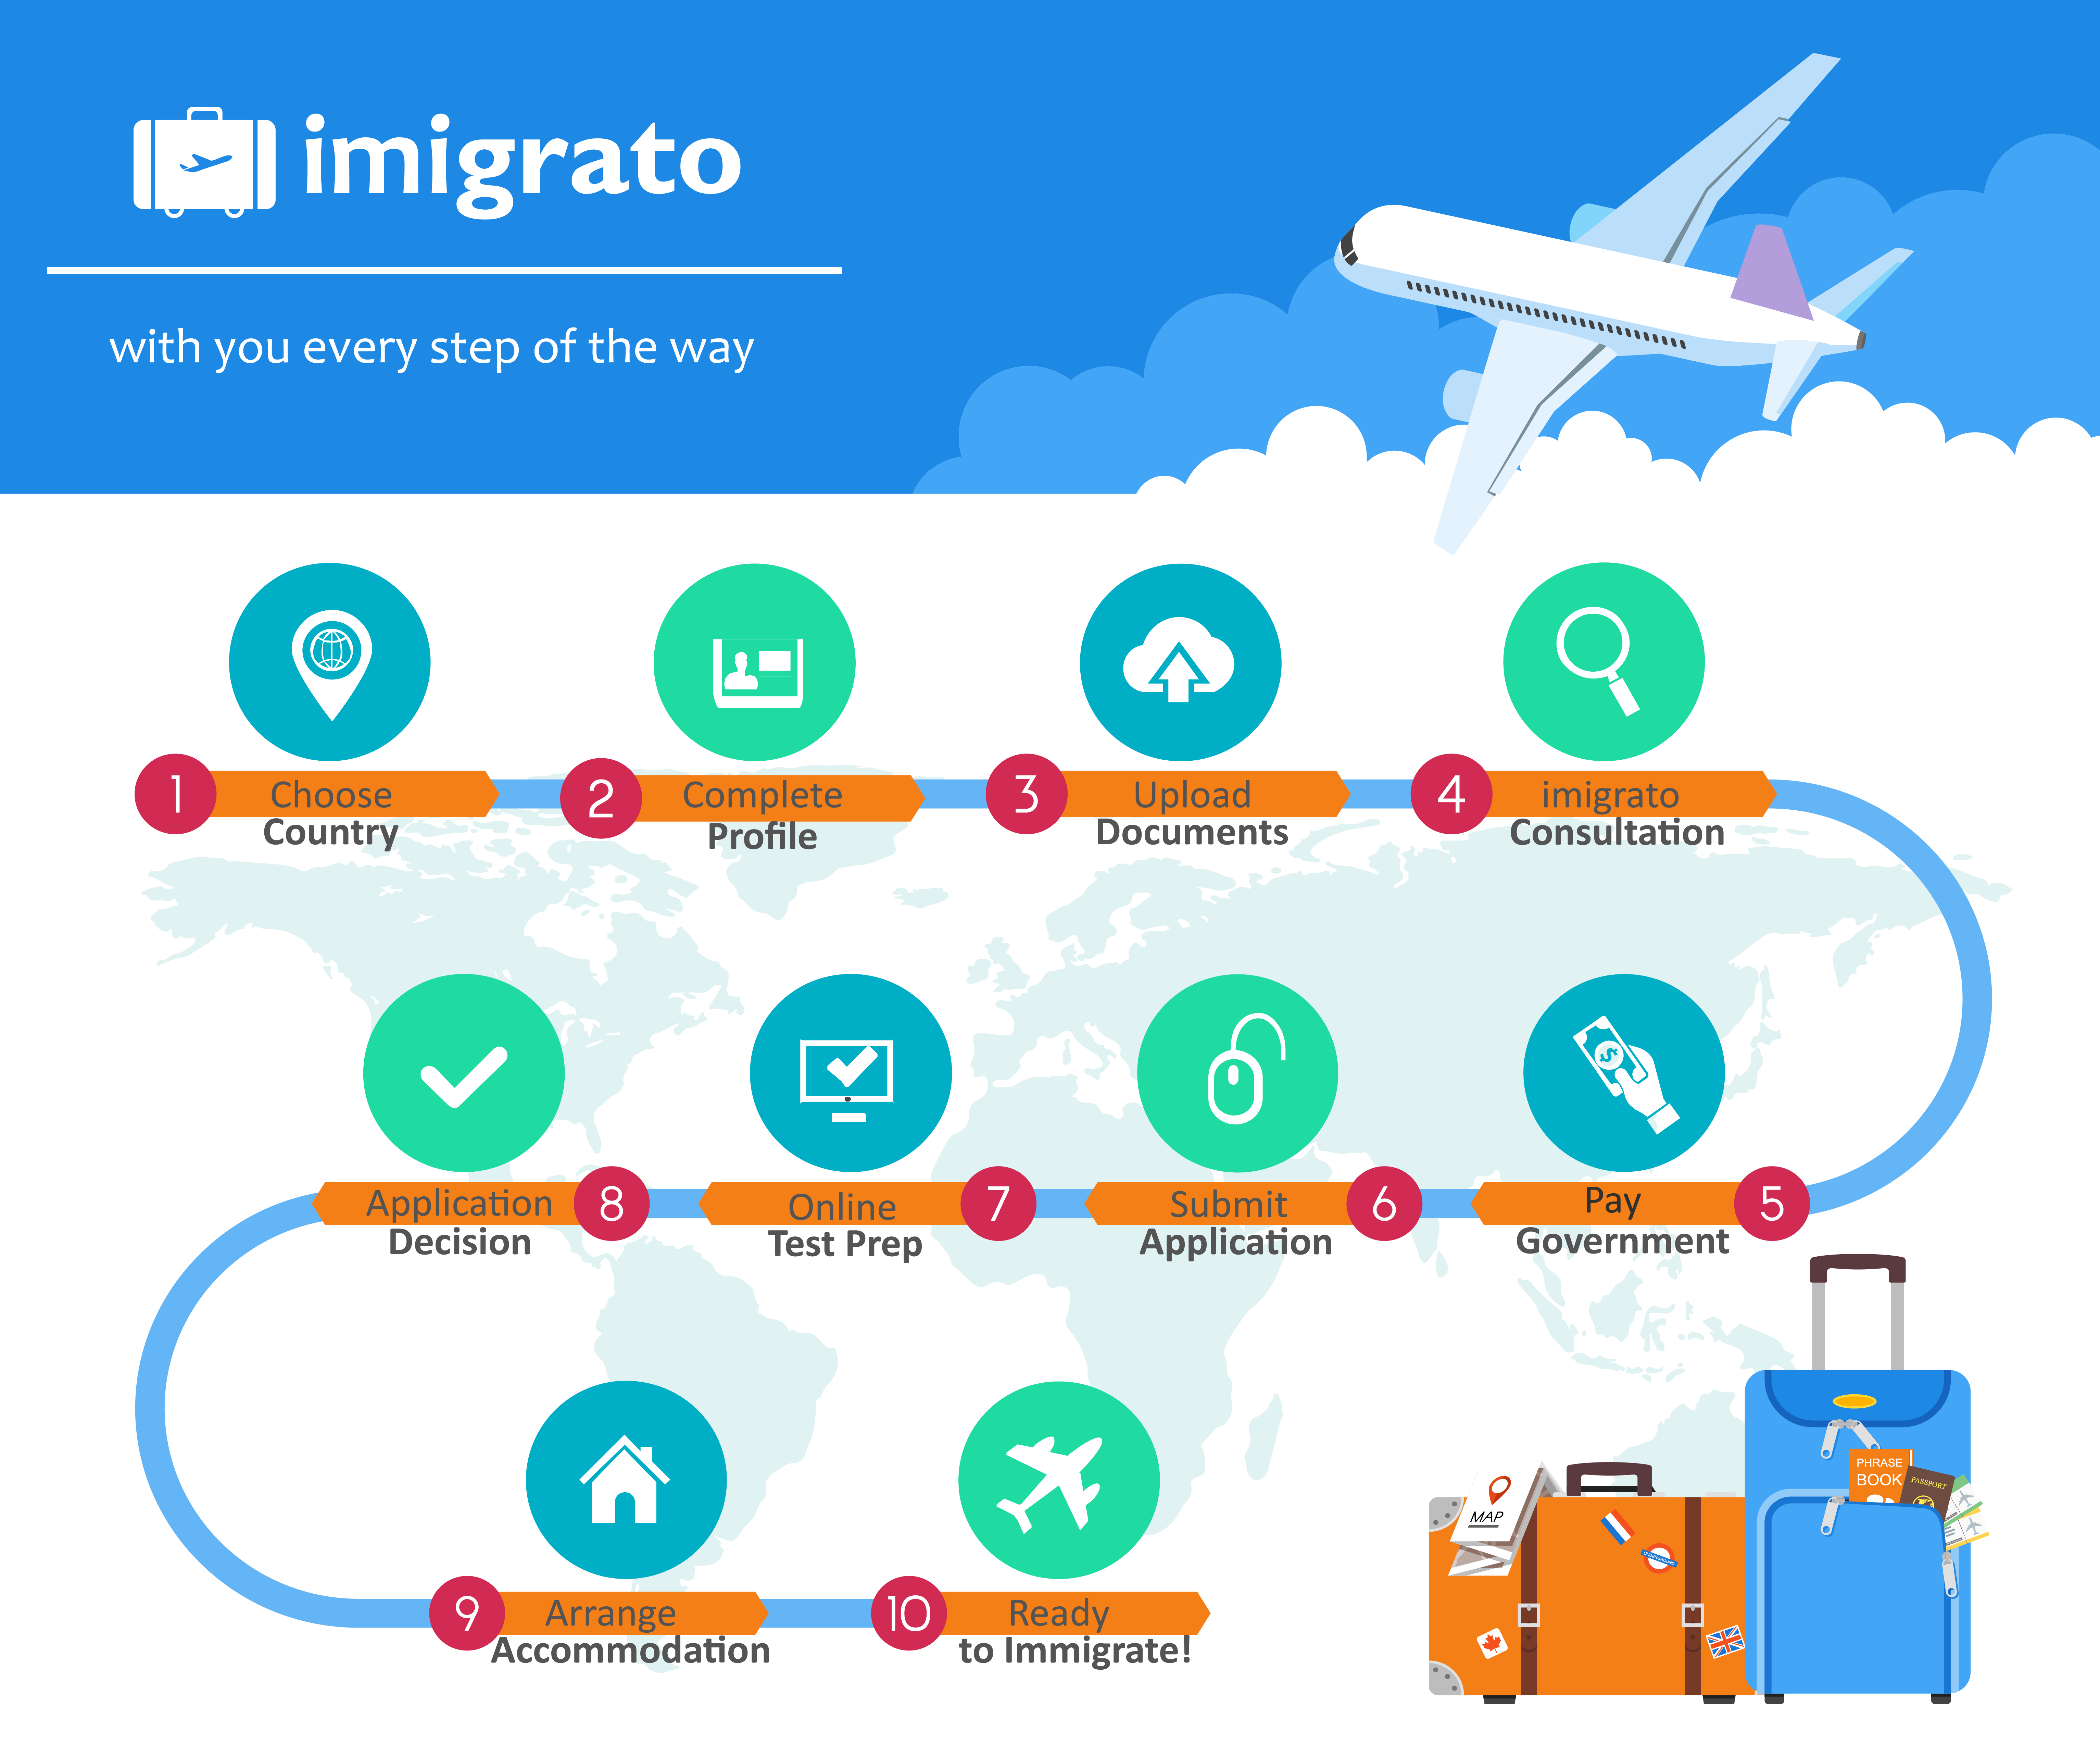 imigrato
with you every step of the way
1
Choose
Country
2
Complete
Profile
3
Upload
Documents
4
imigrato
Consultation
5
Pay
Government
6
Submit
Application
7
Online
Test Prep
8
Application
Decision
9
Arrange
Accommodation
10
Ready
to Immigrate!
MAP
UNDERGROUND
PHRASE
BOOK
PASSPORT
$